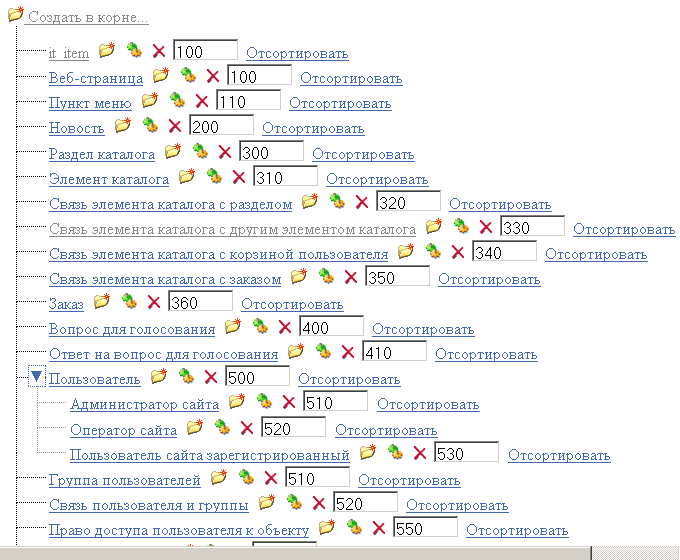 Создать в корне...
it_item 100 Отсортировать
Веб-страница 100 Отсортировать
Пункт меню 110 Отсортировать
Новость 200 Отсортировать
Раздел каталога 300 Отсортировать
Элемент каталога 310 Отсортировать
Связь элемента каталога с разделом 320 Отсортировать
Связь элемента каталога с другим элементом каталога 330 Отсортировать
Связь элемента каталога с корзиной пользователя 340 Отсортировать
Связь элемента каталога с заказом 350 Отсортировать
Заказ 360 Отсортировать
Вопрос для голосования 400 Отсортировать
Ответ на вопрос для голосования 410 Отсортировать
Пользователь 500 Отсортировать
Администратор сайта 510 Отсортировать
Оператор сайта 520 Отсортировать
Пользователь сайта зарегистрированный 530 Отсортировать
Группа пользователей 510 Отсортировать
Связь пользователя и группы 520 Отсортировать
Право доступа пользователя к объекту 550 Отсортировать